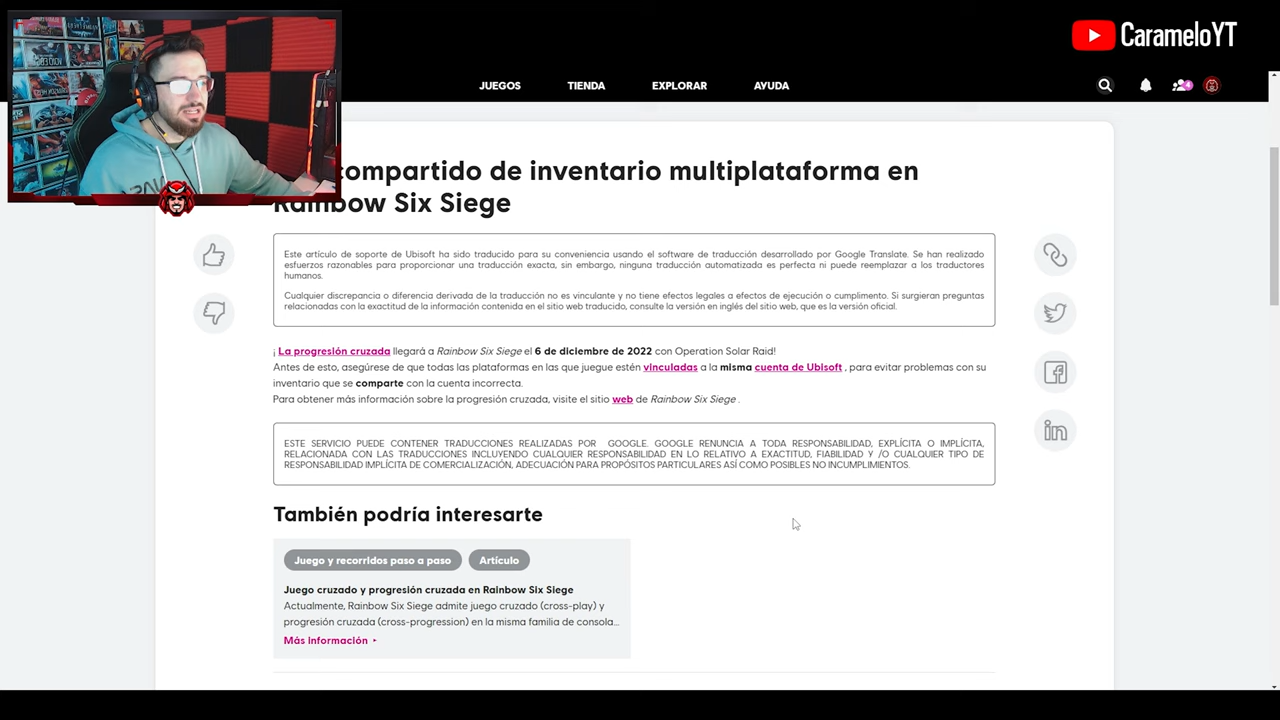 CarameloYT
JUEGOS TIENDA EXPLORAR AYUDA
compartido de inventario multiplataforma en
Rainbow Six Siege
Este artículo de soporte de Ubisoft ha sido traducido para su conveniencia usando el software de traducción desarrollado por Google Translate. Se han realizado
esfuerzos razonables para proporcionar una traducción exacta, sin embargo, ninguna traducción automatizada es perfecta ni puede reemplazar a los traductores
humanos.
Cualquier discrepancia o diferencia derivada de la traducción no es vinculante y no tiene efectos legales a efectos de ejecución o cumplimiento. Si surgieran preguntas
relacionadas con la exactitud de la información contenida en el sitio web traducido, consulte la versión en inglés del sitio web, que es la versión oficial.
¡ La progresión cruzada llegará a Rainbow Six Siege el 6 de diciembre de 2022 con Operation Solar Raid!
Antes de esto, asegúrese de que todas las plataformas en las que juegue estén vinculadas a la misma cuenta de Ubisoft , para evitar problemas con su
inventario que se comparte con la cuenta incorrecta.
Para obtener más información sobre la progresión cruzada, visite el sitio web de Rainbow Six Siege .
ESTE SERVICIO PUEDE CONTENER TRADUCCIONES REALIZADAS POR GOOGLE. GOOGLE RENUNCIA A TODA RESPONSABILIDAD, EXPLÍCITA O IMPLÍCITA,
RELACIONADA CON LAS TRADUCCIONES INCLUYENDO CUALQUIER RESPONSABILIDAD EN LO RELATIVO A EXACTITUD, FIABILIDAD Y /O CUALQUIER TIPO DE
RESPONSABILIDAD IMPLÍCITA DE COMERCIALIZACIÓN, ADECUACIÓN PARA PROPÓSITOS PARTICULARES ASÍ COMO POSIBLES NO INCUMPLIMIENTOS.
También podría interesarte
Juego y recorridos paso a paso Artículo
Juego cruzado y progresión cruzada en Rainbow Six Siege
Actualmente, Rainbow Six Siege admite juego cruzado (cross-play) y
progresión cruzada (cross-progression) en la misma familia de consola...
Más Información